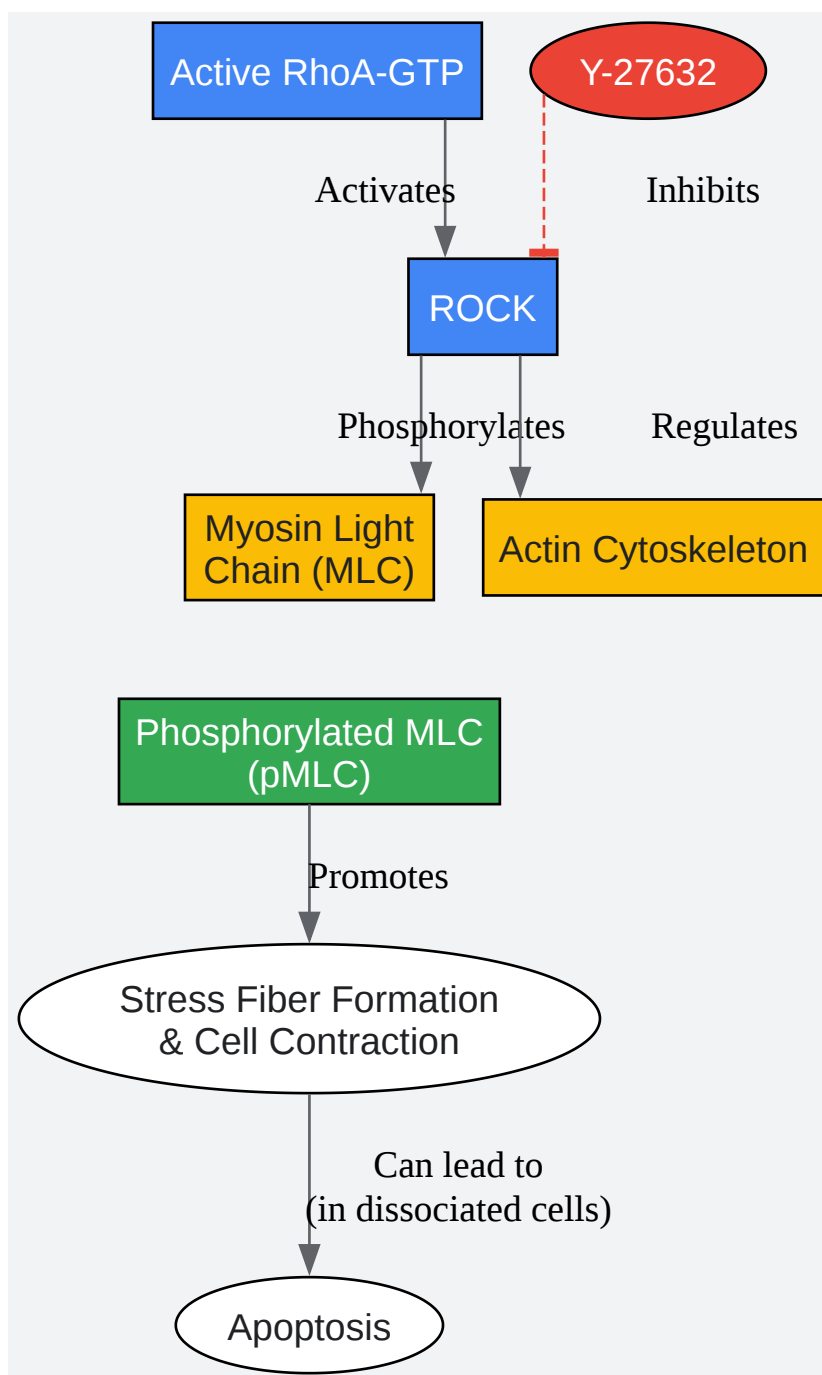 Active RhoA-GTP
Y-27632
Activates
Inhibits
ROCK
Phosphorylates
Regulates
Myosin Light
Chain (MLC)
Actin Cytoskeleton
Phosphorylated MLC
(pMLC)
Promotes
Stress Fiber Formation
& Cell Contraction
Can lead to
(in dissociated cells)
Apoptosis